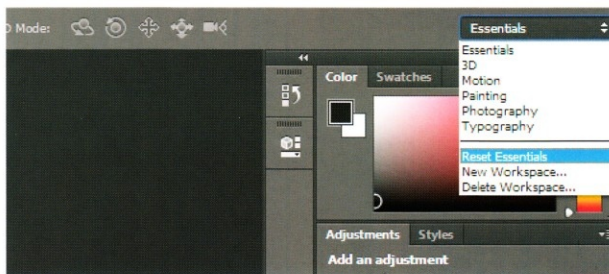 D Mode:
Essentials
Essentials
3D
Motion
Painting
Photography
Typography
Reset Essentials
New Workspace...
Delete Workspace...
Color Swatches
Adjustments Styles
Add an adjustment